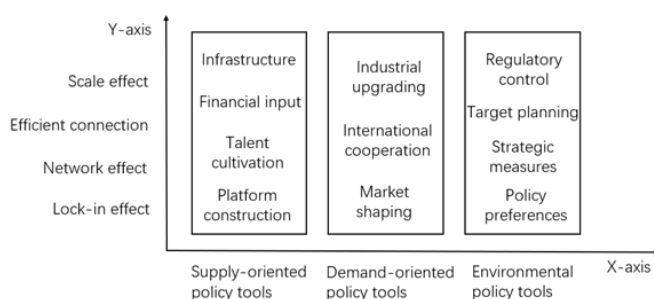 Y-axis
Scale effect
Efficient connection
Network effect
Lock-in effect
Infrastructure
Financial input
Talent
cultivation
Platform
construction
Industrial
upgrading
International
cooperation
Market
shaping
Regulatory
control
Target planning
Strategic
measures
Policy
preferences
X-axis
Supply-oriented
policy tools
Demand-oriented
policy tools
Environmental
policy tools